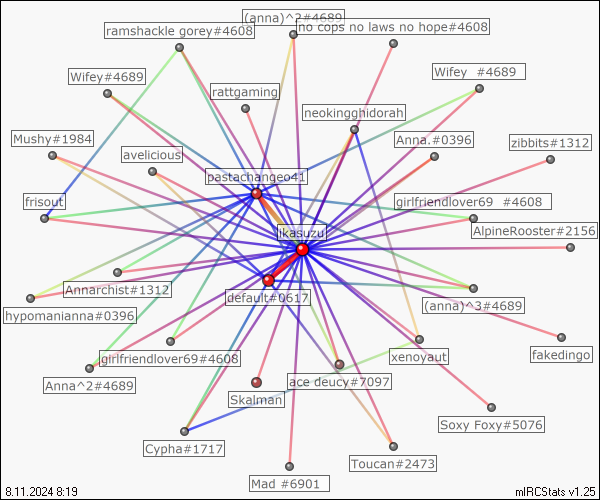 (anna)^2#4689
ramshackle gorey#4608
no cops no laws no hope#4608
Wifey#4689
Wifey #4689
rattgaming
neokingghidorah
Mushy#1984
Anna.#0396
zibbits#1312
avelicious
pastachangeo41
frisout
girlfriendlover69 #4608
jkasuzu
AlpineRooster#2156
Annarchist#1312
default#0617
(anna)^3#4689
hypomanianna#0396
girlfriendlover69#4608
xenoyaut
fakedingo
Anna^2#4689
ace deucy#7097
Skalman
Soxy Foxy#5076
Cypha#1717
Toucan#2473
Mad #6901
8.11.2024 8:19
mIRCStats v1.25